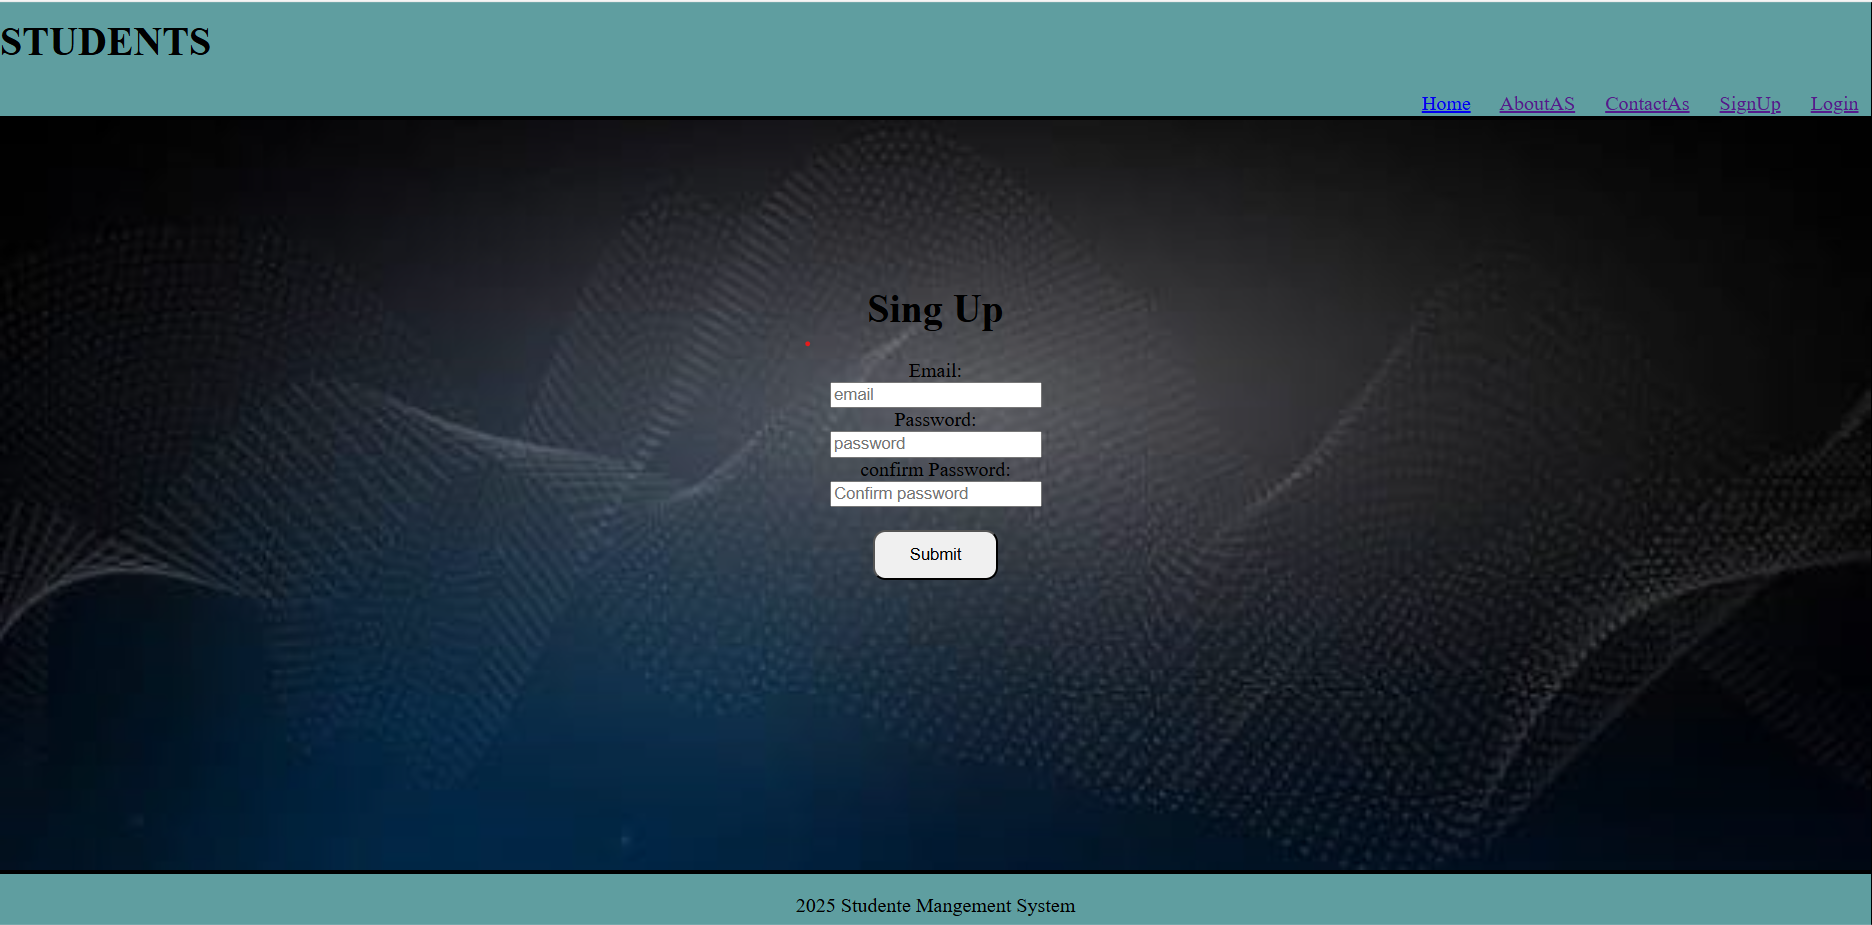 STUDENTS
Home AboutAS ContactAs SignUp Login
Sing Up
Email:
email
Password:
password
confirm Password:
Confirm password
Submit
2025 Studente Mangement System